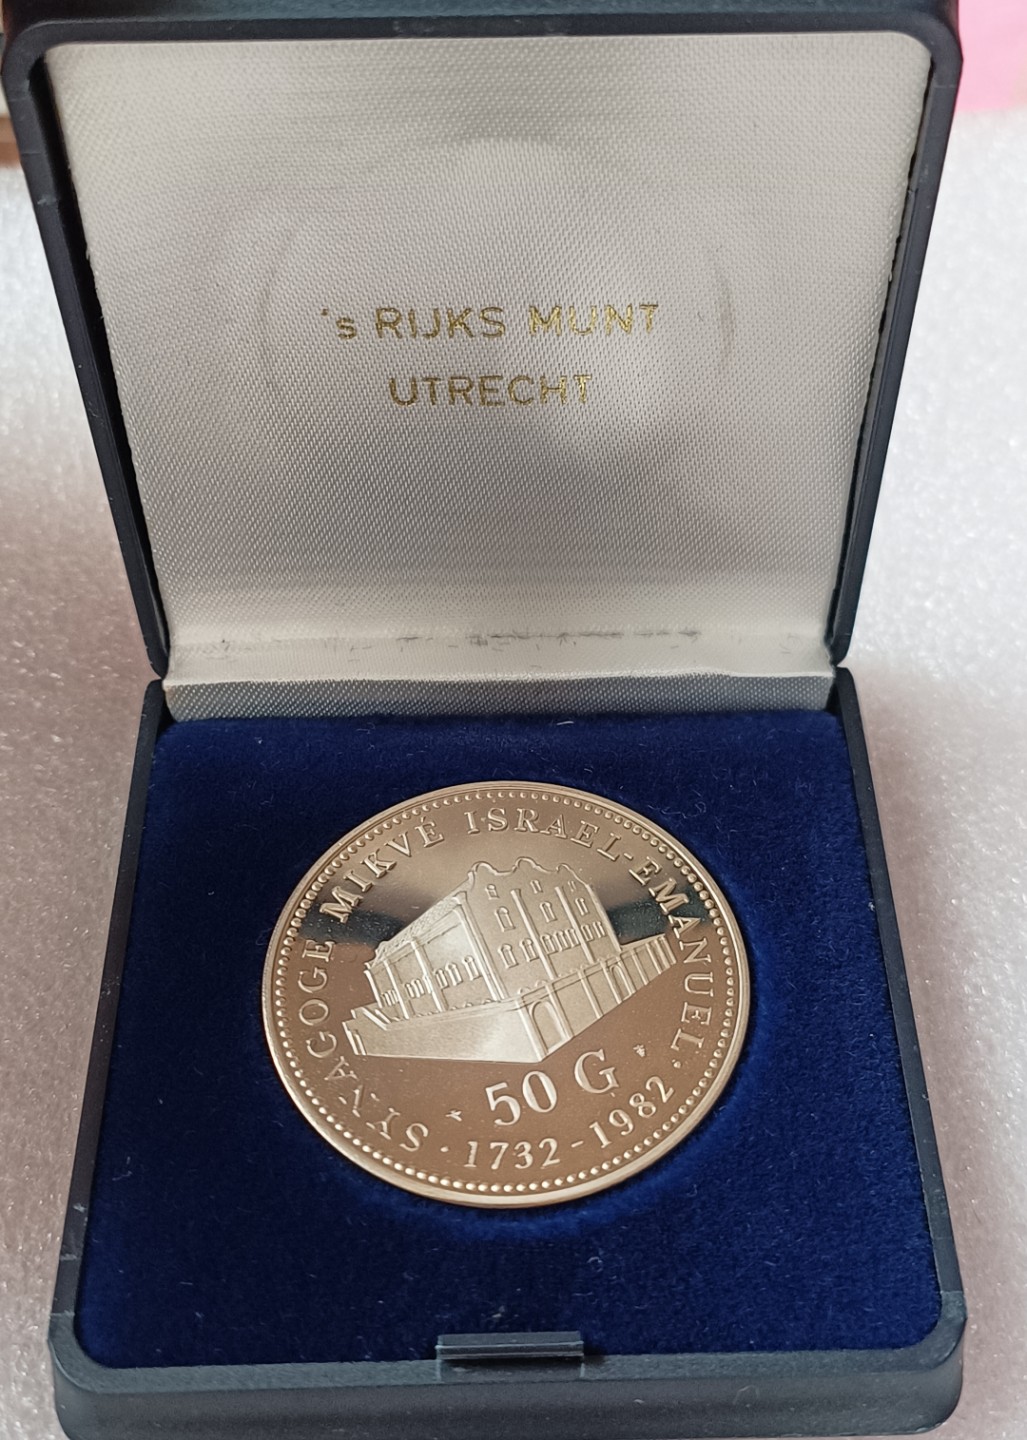 's RIJKS MUNT
UTRECHT
SYNAGOGE MIKVÉ ISRAEL-EMANUEL
50 G
1732-1982